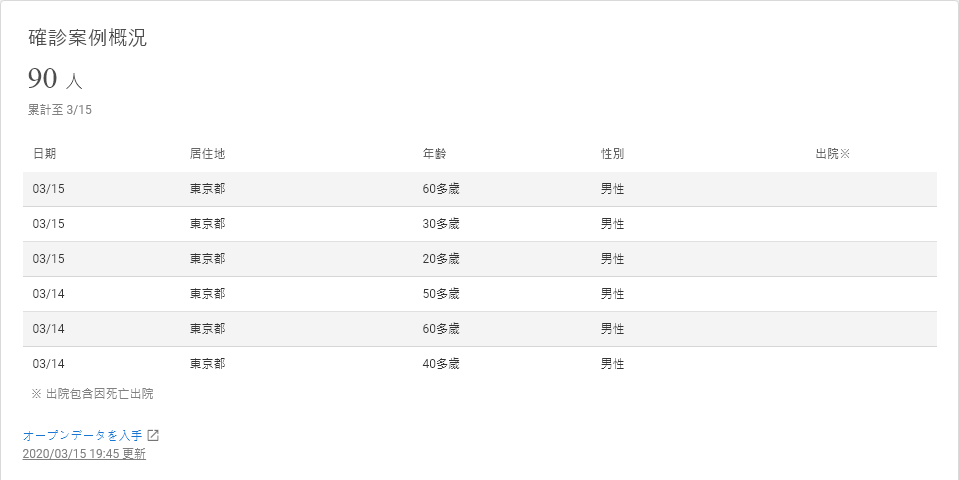 確診案例概況
90 人
累計至 3/15
日期 居住地 年齡 性別 出院※
03/15 東京都 60多歲 男性
03/15 東京都 30多歲 男性
03/15 東京都 20多歲 男性
03/14 東京都 50多歲 男性
03/14 東京都 60多歲 男性
03/14 東京都 40多歲 男性
※ 出院包含因死亡出院
オープンデータを入手
2020/03/15 19:45 更新